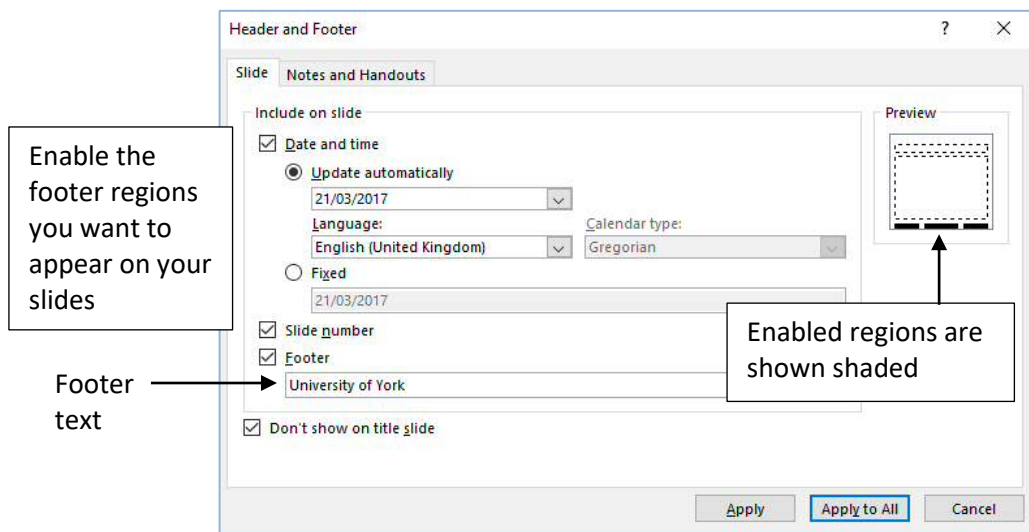 Header and Footer
?
Slide
Notes and Handouts
Include on slide
Preview
Date and time
Update automatically
21/03/2017
Language:
Calendar type:
English (United Kingdom)
Gregorian
Fixed
21/03/2017
Slide number
Footer
University of York
Don't show on title slide
Apply
Apply to All
Cancel
Enable the
footer regions
you want to
appear on your
slides
Footer
text
Enabled regions are
shown shaded